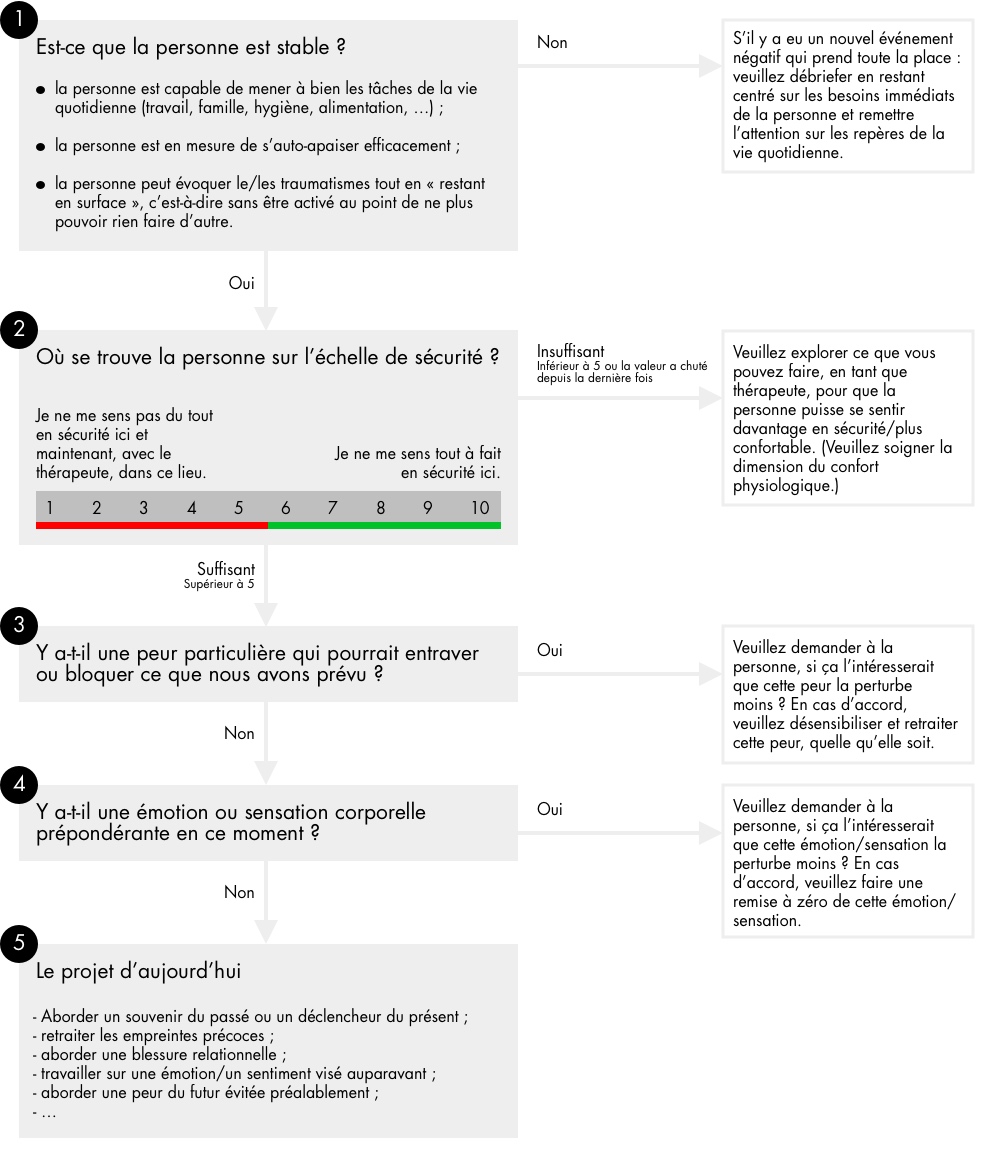 1
Est-ce que la personne est stable ?
● la personne est capable de mener à bien les tâches de la vie
quotidienne (travail, famille, hygiène, alimentation, ...) ;
● la personne est en mesure de s’auto-apaiser efficacement ;
● la personne peut évoquer le/les traumatismes tout en « restant
en surface », c’est-à-dire sans être activé au point de ne plus
pouvoir rien faire d’autre.
Non
S’il y a eu un nouvel événement
négatif qui prend toute la place :
veuillez débriefer en restant
centré sur les besoins immédiats
de la personne et remettre
l’attention sur les repères de la
vie quotidienne.
Oui
2
Où se trouve la personne sur l’échelle de sécurité ?
Je ne me sens pas du tout
en sécurité ici et
maintenant, avec le
thérapeute, dans ce lieu.
Je ne me sens tout à fait
en sécurité ici.
1 2 3 4 5 6 7 8 9 10
Insuffisant
Inférieur à 5 ou la valeur a chuté
depuis la dernière fois
Veuillez explorer ce que vous
pouvez faire, en tant que
thérapeute, pour que la
personne puisse se sentir
davantage en sécurité/plus
confortable. (Veuillez soigner la
dimension du confort
physiologique.)
Suffisant
Supérieur à 5
3
Y a-t-il une peur particulière qui pourrait entraver
ou bloquer ce que nous avons prévu ?
Oui
Veuillez demander à la
personne, si ça l’intéresserait
que cette peur la perturbe
moins ? En cas d’accord,
veuillez désensibiliser et retraiter
cette peur, quelle qu’elle soit.
Non
4
Y a-t-il une émotion ou sensation corporelle
prépondérante en ce moment ?
Oui
Veuillez demander à la
personne, si ça l’intéresserait
que cette émotion/sensation la
perturbe moins ? En cas
d’accord, veuillez faire une
remise à zéro de cette émotion/
sensation.
Non
5
Le projet d’aujourd’hui
- Aborder un souvenir du passé ou un déclencheur du présent ;
- retraiter les empreintes précoces ;
- aborder une blessure relationnelle ;
- travailler sur une émotion/un sentiment visé auparavant ;
- aborder une peur du futur évitée préalablement ;
- ...